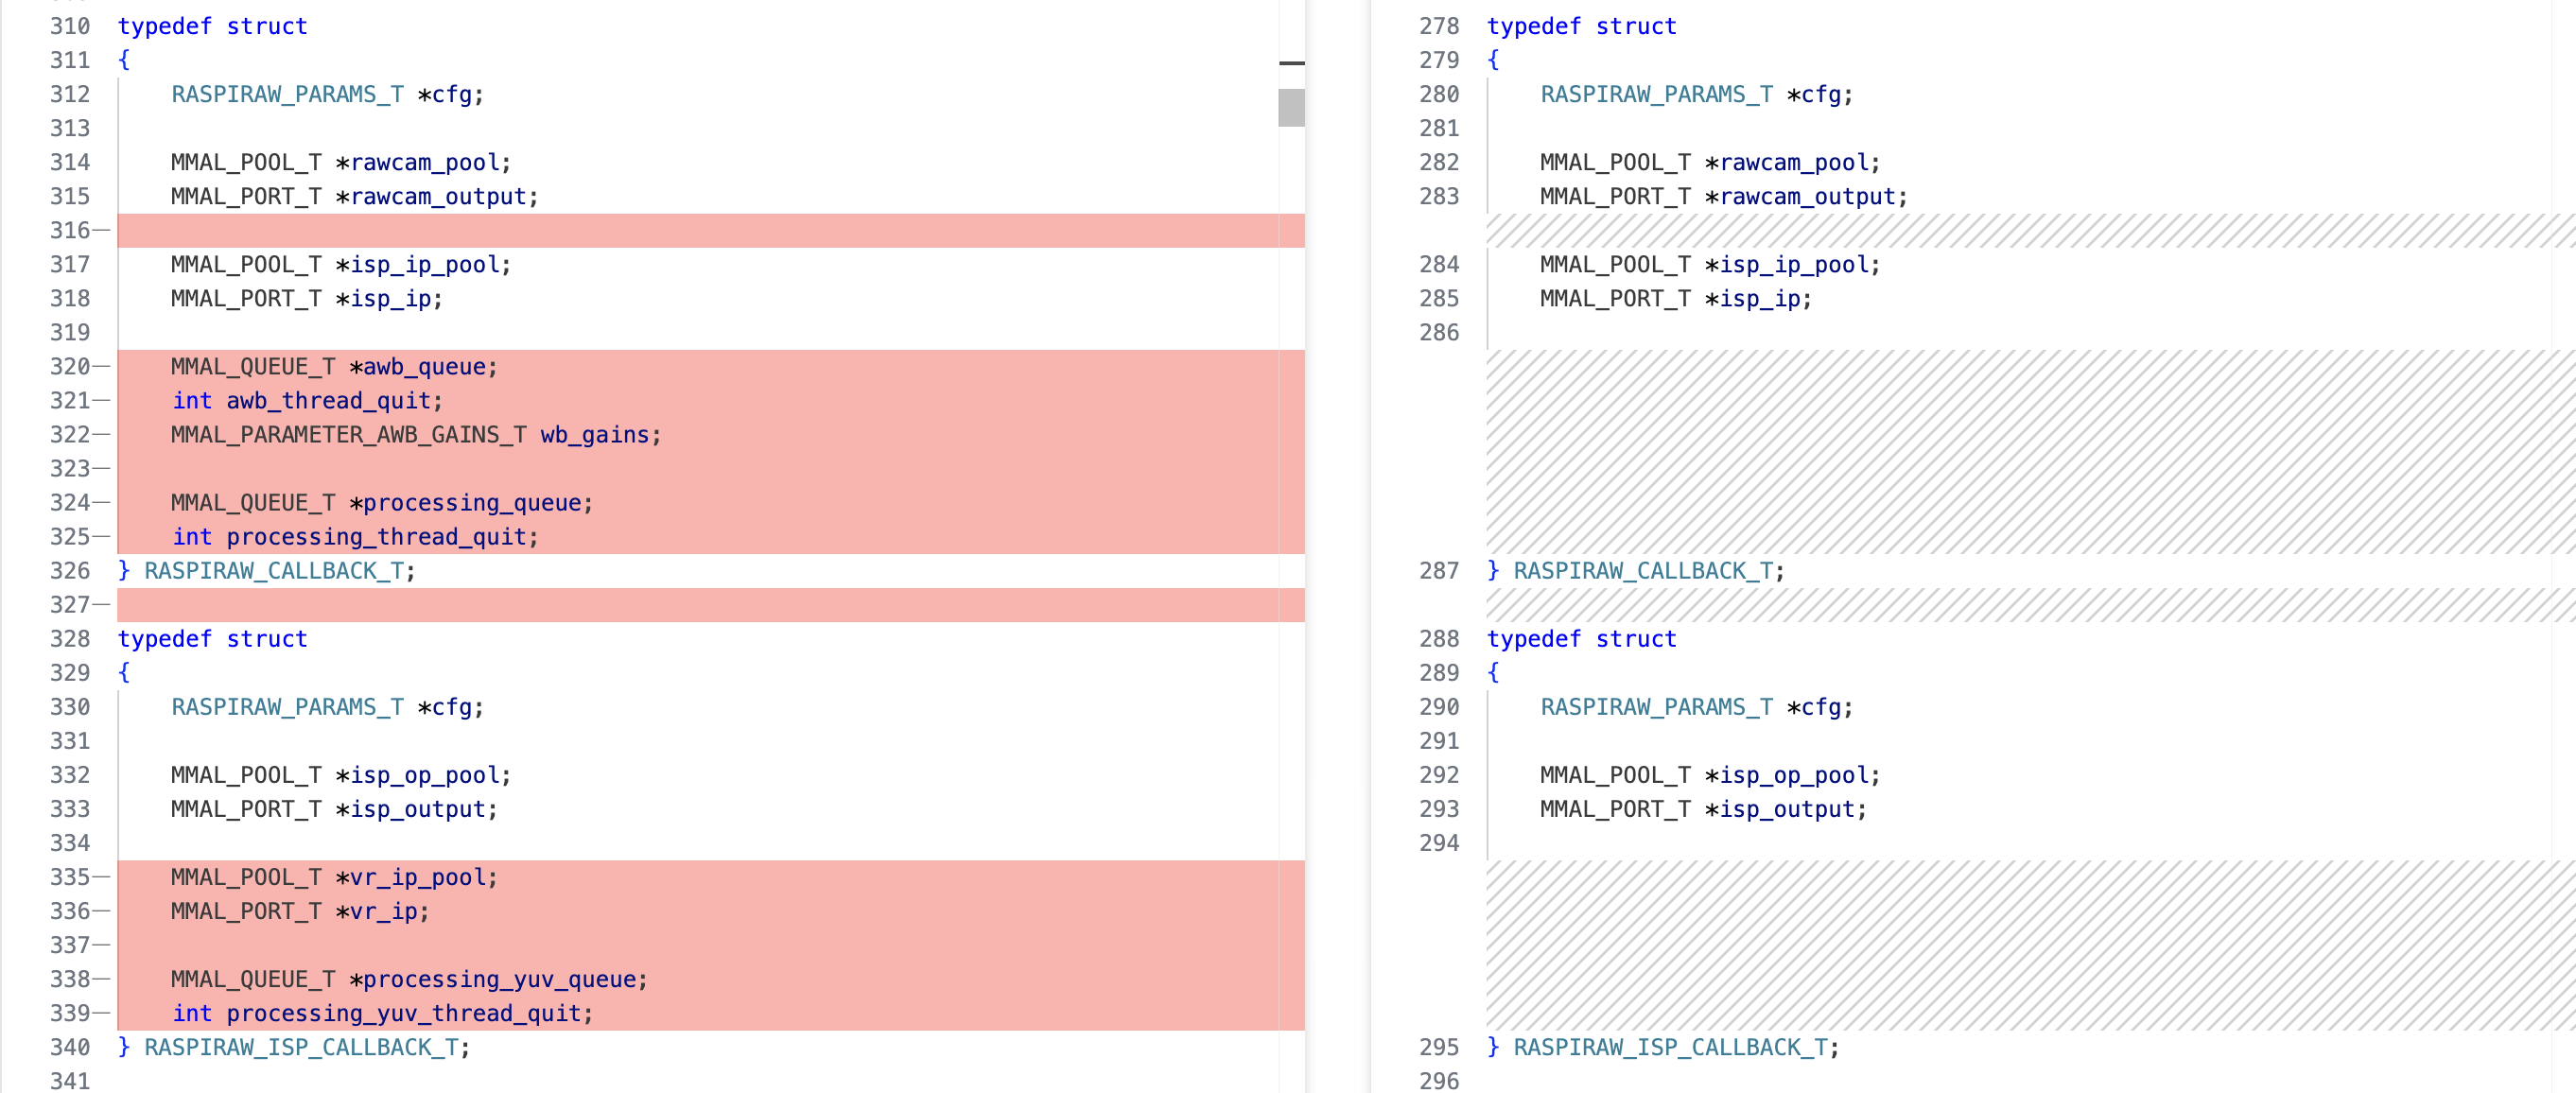 310 typedef struct
311 {
312 RASPIRAW_PARAMS_T *cfg;
313
314 MMAL_POOL_T *rawcam_pool;
315 MMAL_PORT_T *rawcam_output;
316—
317 MMAL_POOL_T *isp_ip_pool;
318 MMAL_PORT_T *isp_ip;
319
320— MMAL_QUEUE_T *awb_queue;
321— int awb_thread_quit;
322— MMAL_PARAMETER_AWB_GAINS_T wb_gains;
323—
324— MMAL_QUEUE_T *processing_queue;
325— int processing_thread_quit;
326 } RASPIRAW_CALLBACK_T;
327—
328 typedef struct
329 {
330 RASPIRAW_PARAMS_T *cfg;
331
332 MMAL_POOL_T *isp_op_pool;
333 MMAL_PORT_T *isp_output;
334
335— MMAL_POOL_T *vr_ip_pool;
336— MMAL_PORT_T *vr_ip;
337—
338— MMAL_QUEUE_T *processing_yuv_queue;
339— int processing_yuv_thread_quit;
340 } RASPIRAW_ISP_CALLBACK_T;
341
278 typedef struct
279 {
280 RASPIRAW_PARAMS_T *cfg;
281
282 MMAL_POOL_T *rawcam_pool;
283 MMAL_PORT_T *rawcam_output;
284 MMAL_POOL_T *isp_ip_pool;
285 MMAL_PORT_T *isp_ip;
286
287 } RASPIRAW_CALLBACK_T;
288 typedef struct
289 {
290 RASPIRAW_PARAMS_T *cfg;
291
292 MMAL_POOL_T *isp_op_pool;
293 MMAL_PORT_T *isp_output;
294
295 } RASPIRAW_ISP_CALLBACK_T;
296